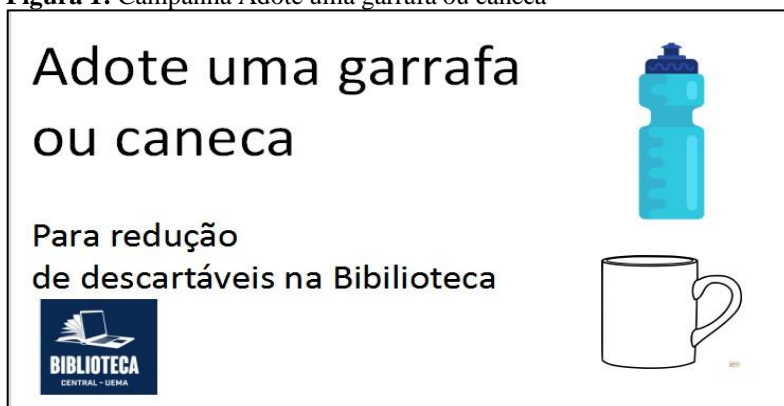 Figura 1: Campanha Adote uma garrafa ou caneca
Adote uma garrafa
ou caneca
Para redução
de descartáveis na Bibilioteca
BIBLIOTECA
CENTRAL - UEMA